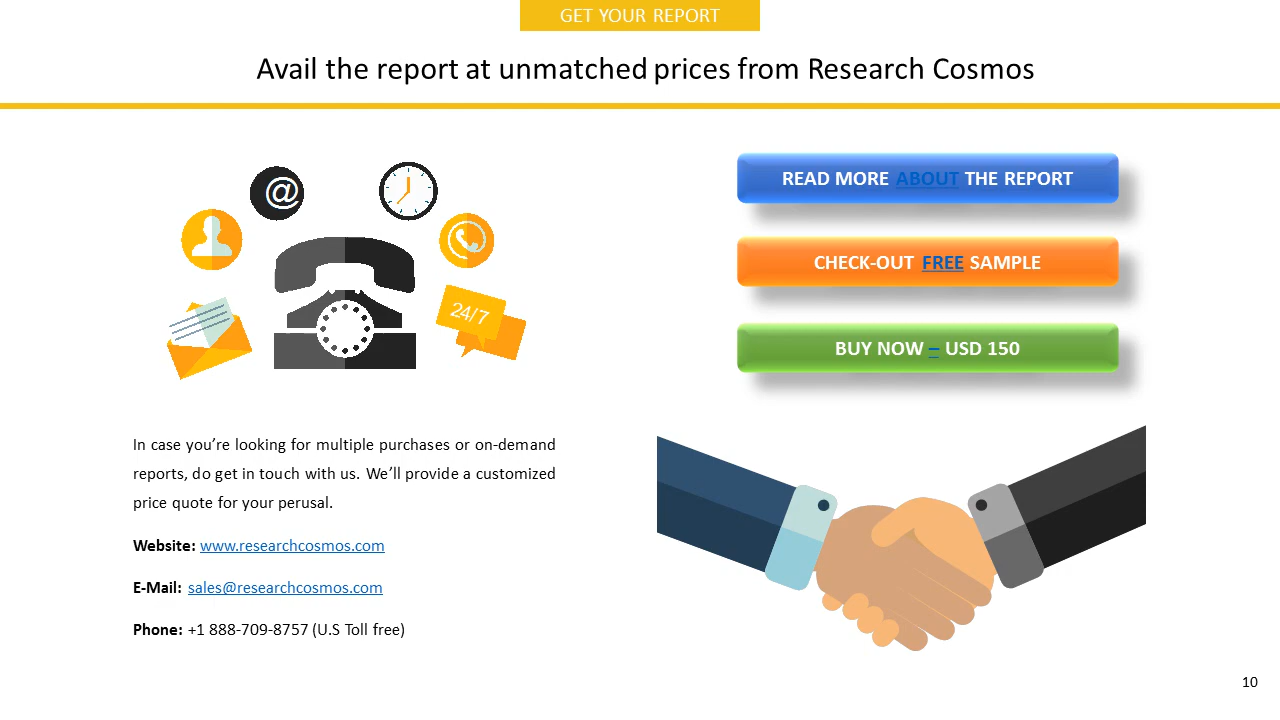 GET YOUR REPORT
Avail the report at unmatched prices from Research Cosmos
@
24/7
READ MORE ABOUT THE REPORT
CHECK-OUT FREE SAMPLE
BUY NOW – USD 150
In case you’re looking for multiple purchases or on-demand
reports, do get in touch with us. We’ll provide a customized
price quote for your perusal.
Website: www.researchcosmos.com
E-Mail: sales@researchcosmos.com
Phone: +1 888-709-8757 (U.S Toll free)
10